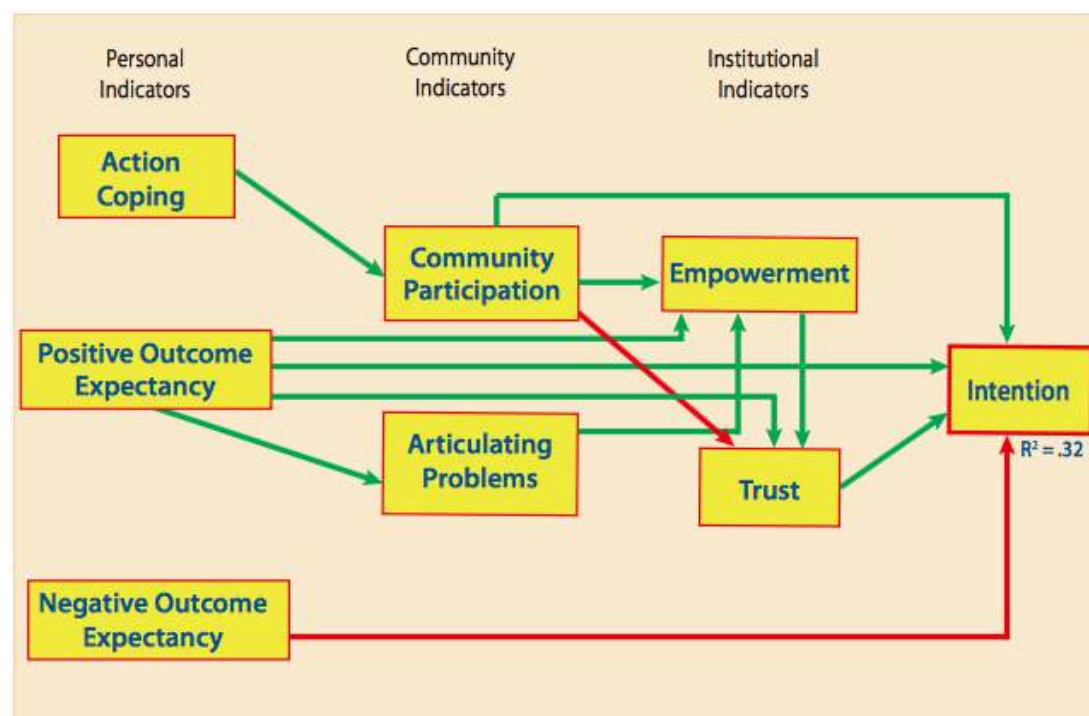 Personal
Indicators
Community
Indicators
Institutional
Indicators
Action
Coping
Community
Participation
Empowerment
Positive Outcome
Expectancy
Intention
Articulating
Problems
R² = .32
Trust
Negative Outcome
Expectancy